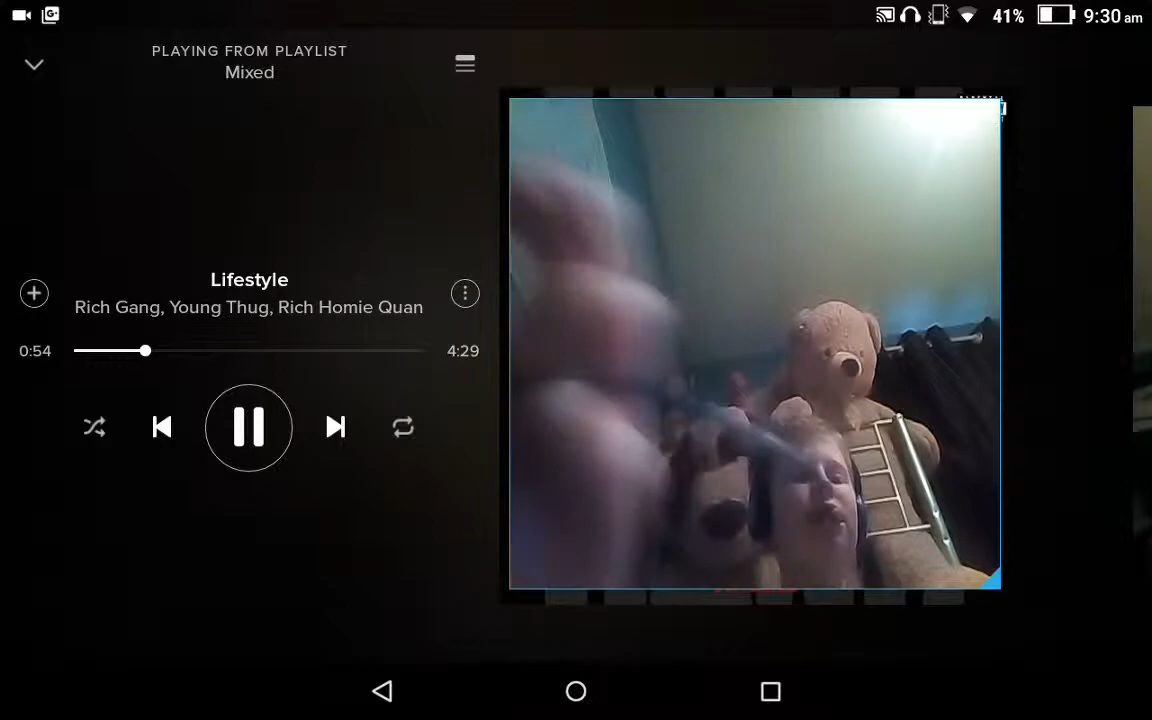 41% 9:30 am
PLAYING FROM PLAYLIST
Mixed
Lifestyle
Rich Gang, Young Thug, Rich Homie Quan
0:54 4:29